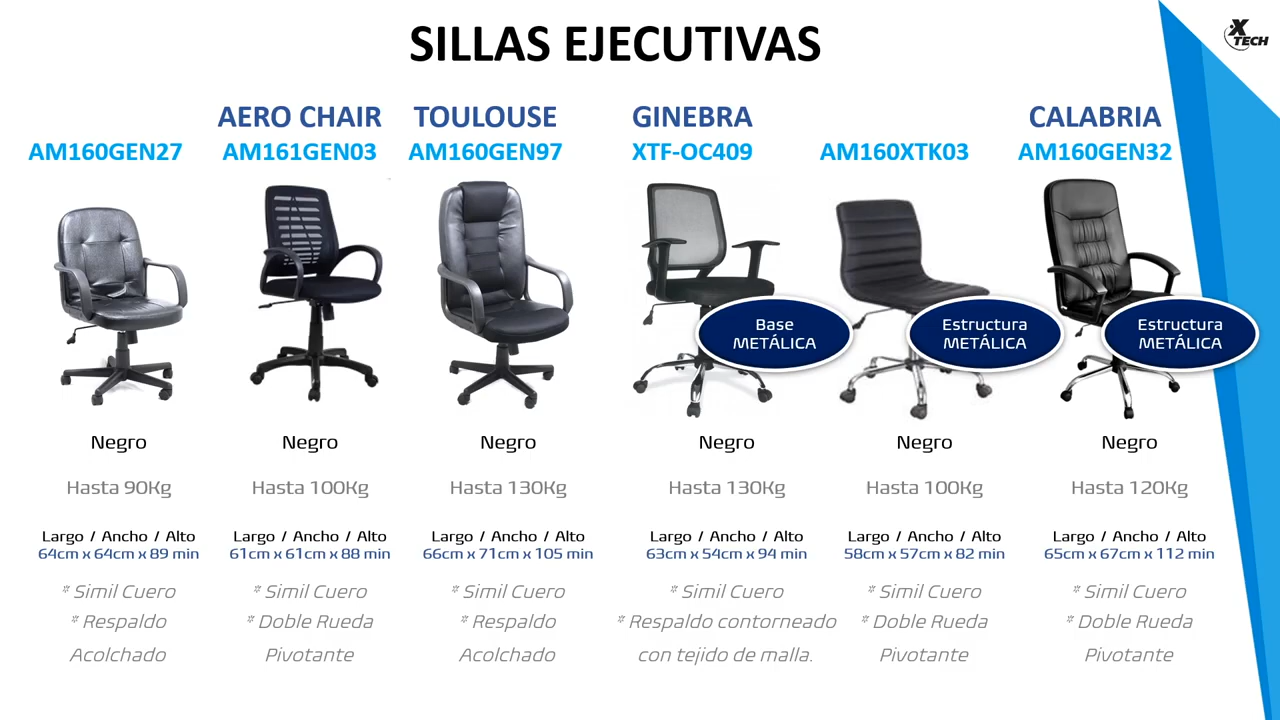 SILLAS EJECUTIVAS
X
TECH
AM160GEN27
AERO CHAIR
AM161GEN03
TOULOUSE
AM160GEN97
GINEBRA
XTF-OC409
AM160XTK03
CALABRIA
AM160GEN32
Base
METÁLICA
Estructura
METÁLICA
Estructura
METÁLICA
Negro
Hasta 90Kg
Largo / Ancho / Alto
64cm x 64cm x 89 min
* Simil Cuero
* Respaldo
Acolchado
Negro
Hasta 100Kg
Largo / Ancho / Alto
61cm x 61cm x 88 min
* Simil Cuero
* Doble Rueda
Pivotante
Negro
Hasta 130Kg
Largo / Ancho / Alto
66cm x 71cm x 105 min
* Simil Cuero
* Respaldo
Acolchado
Negro
Hasta 130Kg
Largo / Ancho / Alto
63cm x 54cm x 94 min
* Simil Cuero
* Respaldo contorneado
con tejido de malla.
Negro
Hasta 100Kg
Largo / Ancho / Alto
58cm x 57cm x 82 min
* Simil Cuero
* Doble Rueda
Pivotante
Negro
Hasta 120Kg
Largo / Ancho / Alto
65cm x 67cm x 112 min
* Simil Cuero
* Doble Rueda
Pivotante